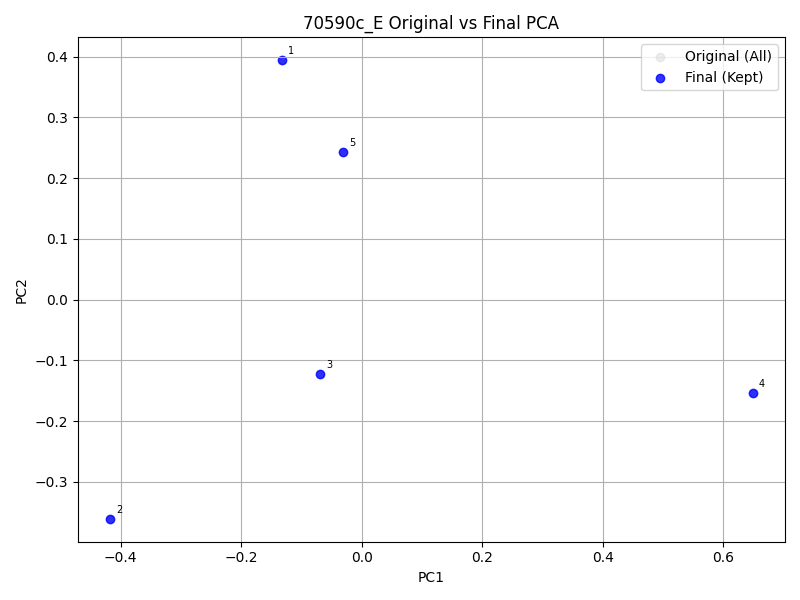 70590c_E Original vs Final PCA
Original (All)
Final (Kept)
1
5
3
4
2
PC2
0.4
0.3
0.2
0.1
0.0
−0.1
−0.2
−0.3
−0.4 −0.2 0.0 0.2 0.4 0.6
PC1